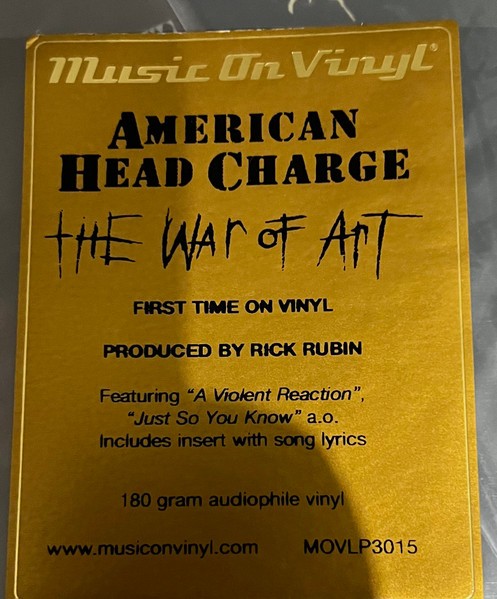 Music On Vinyl®
AMERICAN
HEAD CHARGE
THE WAR OF ART
FIRST TIME ON VINYL
PRODUCED BY RICK RUBIN
Featuring “A Violent Reaction”,
“Just So You Know” a.o.
Includes insert with song lyrics
180 gram audiophile vinyl
www.musiconvinyl.com MOVLP3015